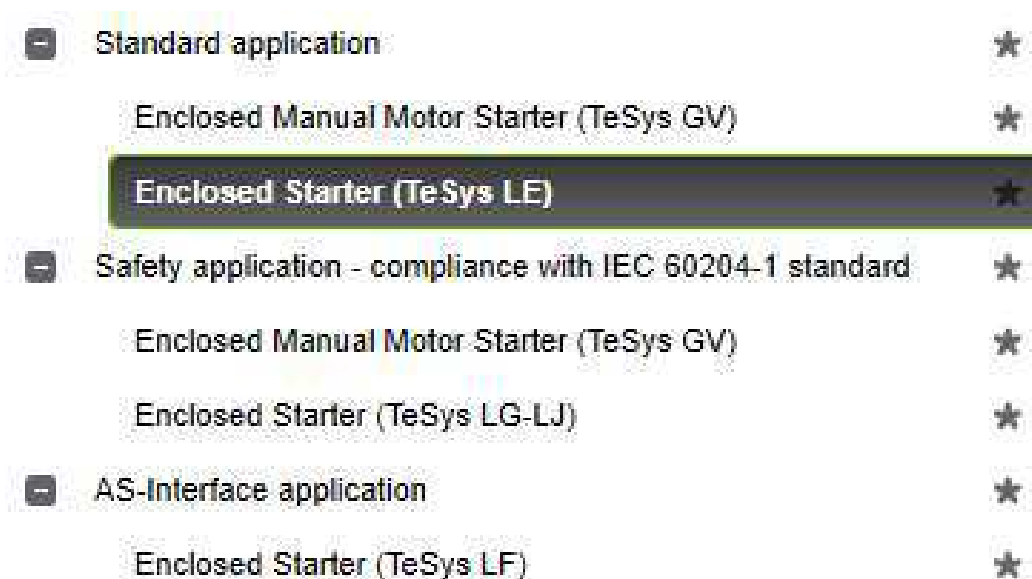 Standard application
Enclosed Manual Motor Starter (TeSys GV)
Enclosed Starter (TeSys LE)
Safety application - compliance with IEC 60204-1 standard
Enclosed Manual Motor Starter (TeSys GV)
Enclosed Starter (TeSys LG-LJ)
AS-Interface application
Enclosed Starter (TeSys LF)